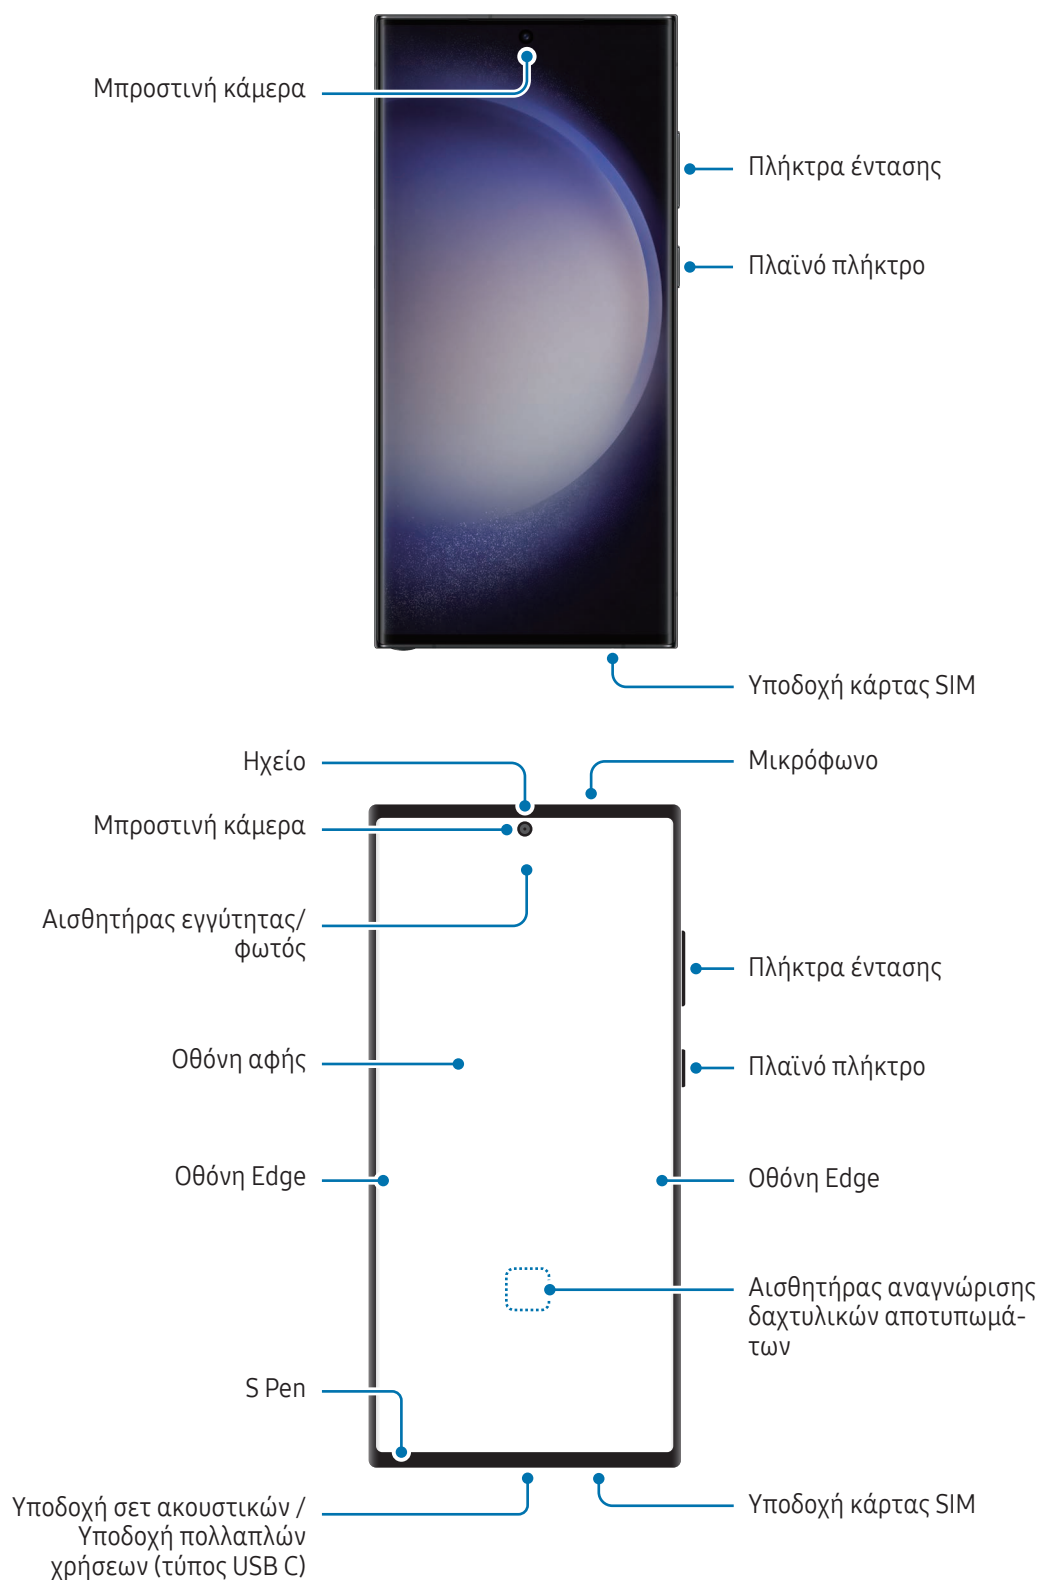 Μπροστινή κάμερα
Πλήκτρα έντασης
Πλαϊνό πλήκτρο
Υποδοχή κάρτας SIM
Ηχείο
Μικρόφωνο
Μπροστινή κάμερα
Αισθητήρας εγγύτητας/
φωτός
Πλήκτρα έντασης
Οθόνη αφής
Πλαϊνό πλήκτρο
Οθόνη Edge
Οθόνη Edge
Αισθητήρας αναγνώρισης
δαχτυλικών αποτυπωμά-
των
S Pen
Υποδοχή σετ ακουστικών /
Υποδοχή πολλαπλών
χρήσεων (τύπος USB C)
Υποδοχή κάρτας SIM